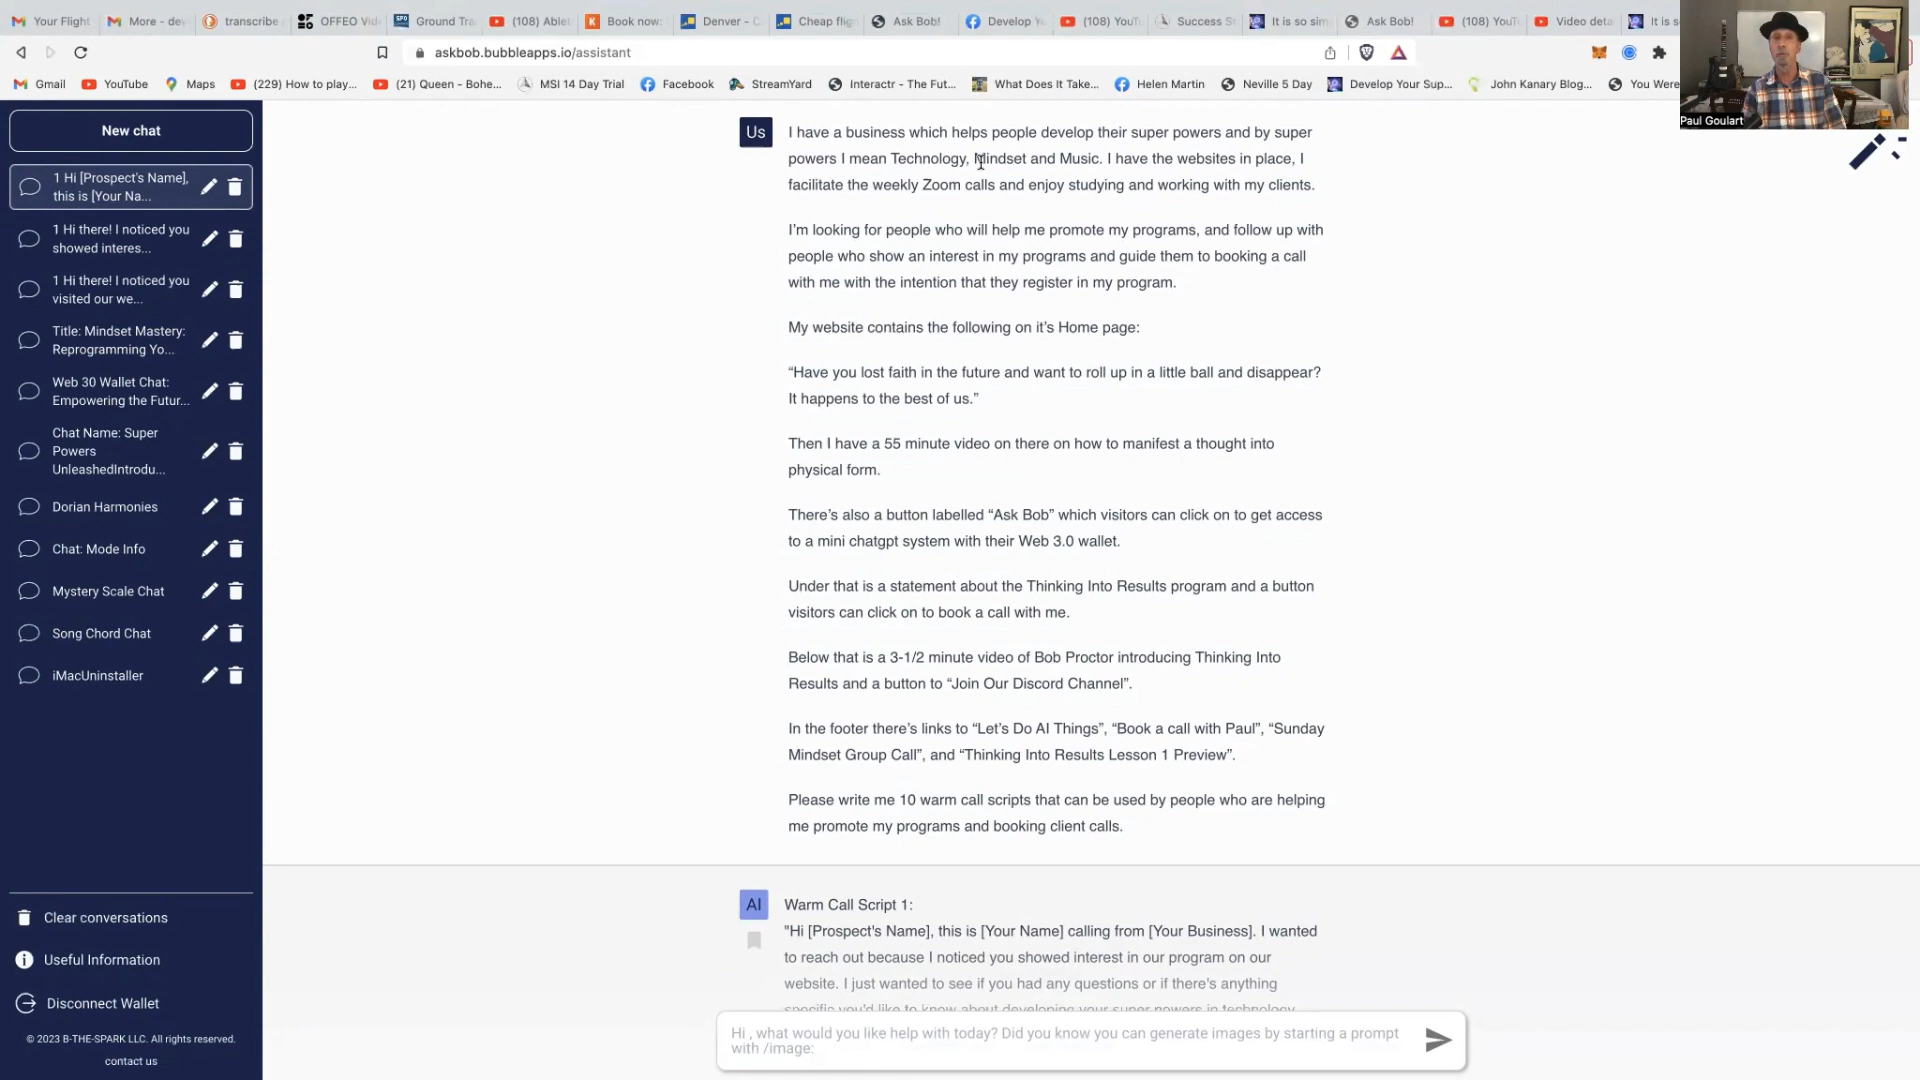 Your Flight
More - dev
transcribe
OFFEO Vid
Ground Tra
(108) Ablet
Book now:
Denver - C
Cheap flig
Ask Bob!
Develop Y
(108) YouT
Success S
It is so sim
Ask Bob!
(108) YouT
Video deta
It is s
askbob.bubbleapps.io/assistant
Gmail
YouTube
Maps
(229) How to play...
(21) Queen - Bohe...
MSI 14 Day Trial
Facebook
StreamYard
Interactr - The Fut...
What Does It Take...
Helen Martin
Neville 5 Day
Develop Your Sup...
John Kanary Blog...
You Were
Paul Goulart
New chat
1 Hi [Prospect's Name],
this is [Your Na...
1 Hi there! I noticed you
showed interes...
1 Hi there! I noticed you
visited our we...
Title: Mindset Mastery:
Reprogramming Yo...
Web 30 Wallet Chat:
Empowering the Futur...
Chat Name: Super
Powers
UnleashedIntrodu...
Dorian Harmonies
Chat: Mode Info
Mystery Scale Chat
Song Chord Chat
iMacUninstaller
Clear conversations
Useful Information
Disconnect Wallet
© 2023 B-THE-SPARK LLC. All rights reserved.
contact us
Us
I have a business which helps people develop their super powers and by super
powers I mean Technology, Mindset and Music. I have the websites in place, I
facilitate the weekly Zoom calls and enjoy studying and working with my clients.
I'm looking for people who will help me promote my programs, and follow up with
people who show an interest in my programs and guide them to booking a call
with me with the intention that they register in my program.
My website contains the following on it's Home page:
“Have you lost faith in the future and want to roll up in a little ball and disappear?
It happens to the best of us.”
Then I have a 55 minute video on there on how to manifest a thought into
physical form.
There's also a button labelled “Ask Bob” which visitors can click on to get access
to a mini chatgpt system with their Web 3.0 wallet.
Under that is a statement about the Thinking Into Results program and a button
visitors can click on to book a call with me.
Below that is a 3-1/2 minute video of Bob Proctor introducing Thinking Into
Results and a button to “Join Our Discord Channel”.
In the footer there's links to “Let's Do AI Things”, “Book a call with Paul”, “Sunday
Mindset Group Call”, and “Thinking Into Results Lesson 1 Preview”.
Please write me 10 warm call scripts that can be used by people who are helping
me promote my programs and booking client calls.
AI
Warm Call Script 1:
"Hi [Prospect's Name], this is [Your Name] calling from [Your Business]. I wanted
to reach out because I noticed you showed interest in our program on our
website. I just wanted to see if you had any questions or if there's anything
specific you'd like to know about developing your super powers in technology
Hi , what would you like help with today? Did you know you can generate images by starting a prompt
with /image: